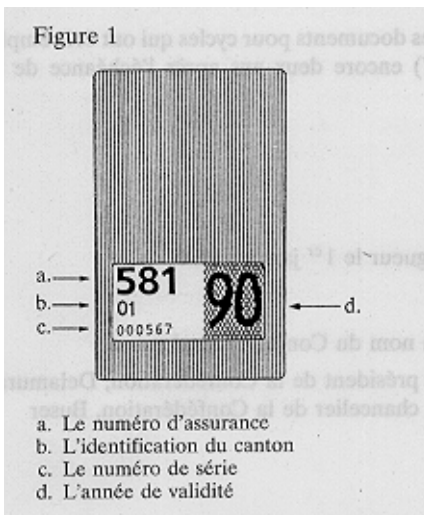 Figure 1
a.
581
90
b.
01
d.
c.
000567
a. Le numéro d'assurance
b. L'identification du canton
c. Le numéro de série
d. L'année de validité